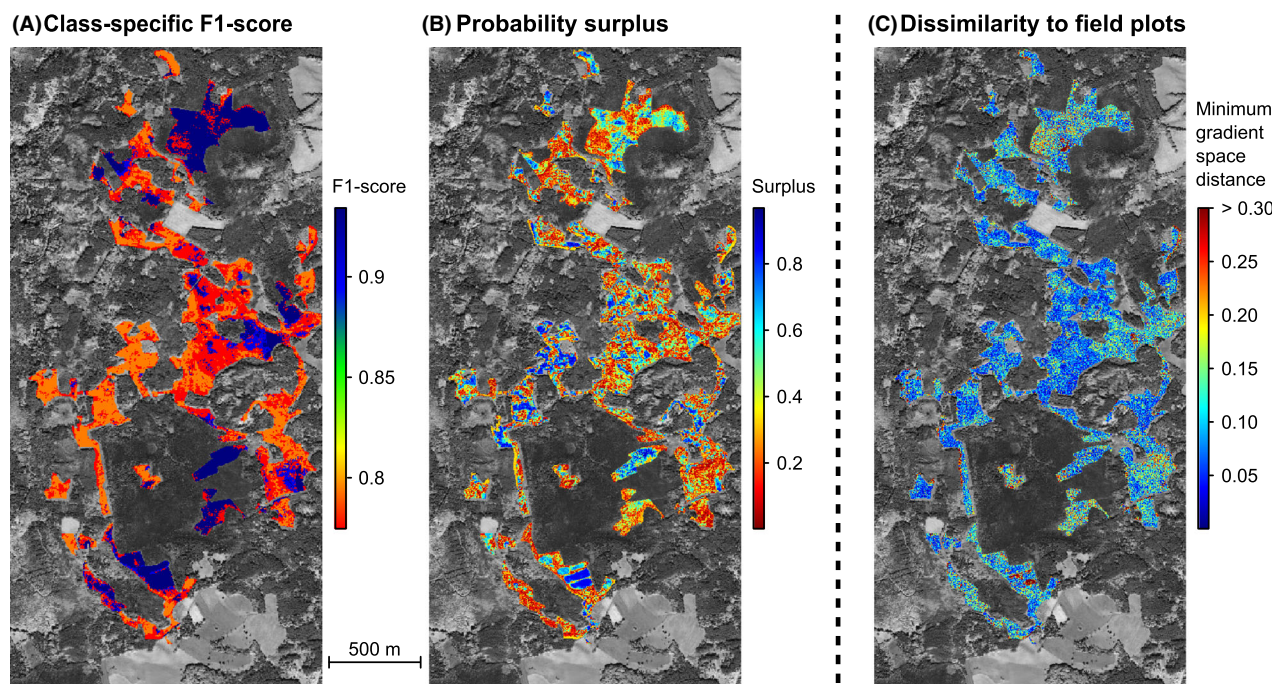 (A) Class-specific F1-score
(B) Probability surplus
(C) Dissimilarity to field plots
F1-score
0.9
0.85
0.8
500 m
Surplus
0.8
0.6
0.4
0.2
Minimum
gradient
space
distance
> 0.30
0.25
0.20
0.15
0.10
0.05